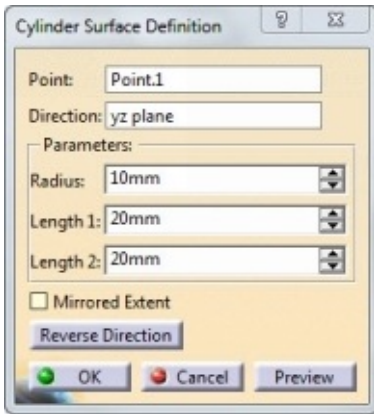 Cylinder Surface Definition
Point: Point.1
Direction: yz plane
Parameters:
Radius: 10mm
Length 1: 20mm
Length 2: 20mm
Mirrored Extent
Reverse Direction
OK Cancel Preview